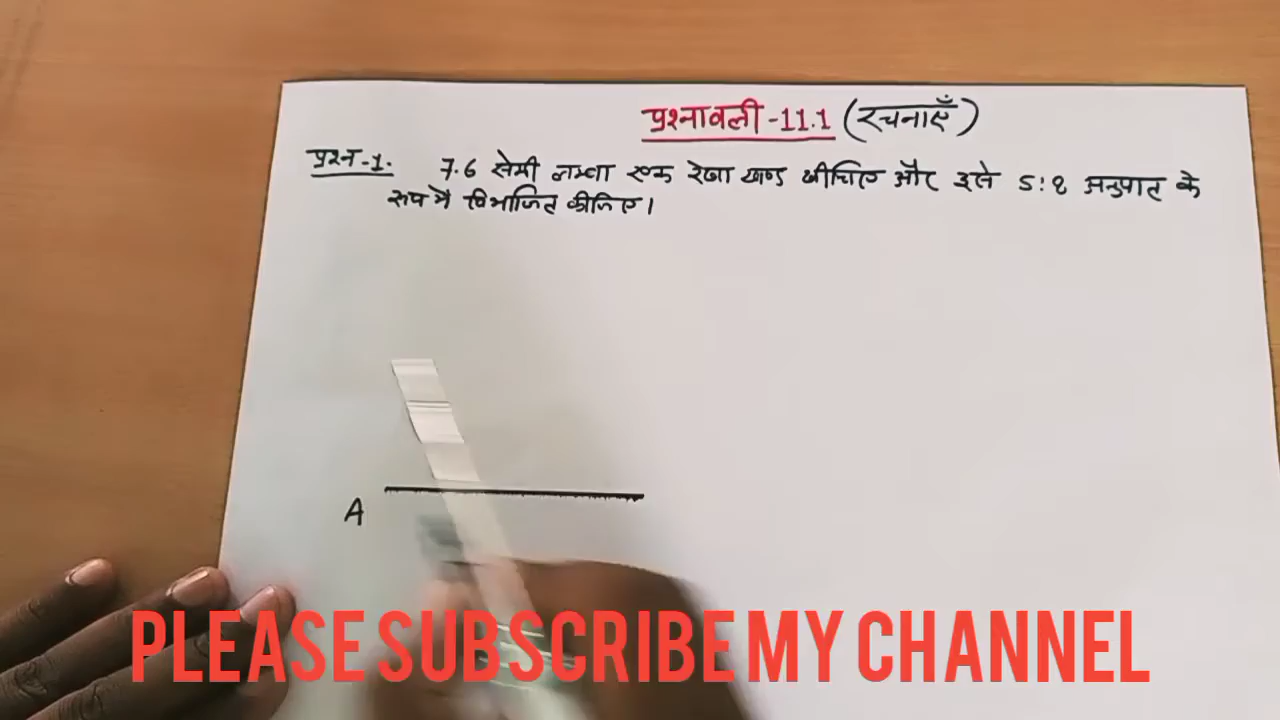 प्रश्नावली-11.1 (रचनाएँ)
प्रश्न-1. 7.6 सेमी लम्बा एक रेखा खण्ड खींचिए और इसे 5:8 अनुपात के
रूप में विभाजित कीजिए।
A
PLEASE SUBSCRIBE MY CHANNEL